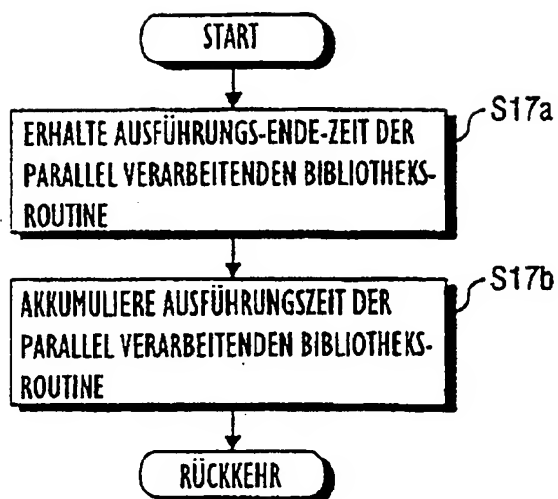 START
S17a
ERHALTE AUSFÜHRUNGS-ENDE-ZEIT DER
PARALLEL VERARBEITENDEN BIBLIOTHEKS-
ROUTINE
S17b
AKKUMULIERE AUSFÜHRUNGSZEIT DER
PARALLEL VERARBEITENDEN BIBLIOTHEKS-
ROUTINE
RÜCKKEHR